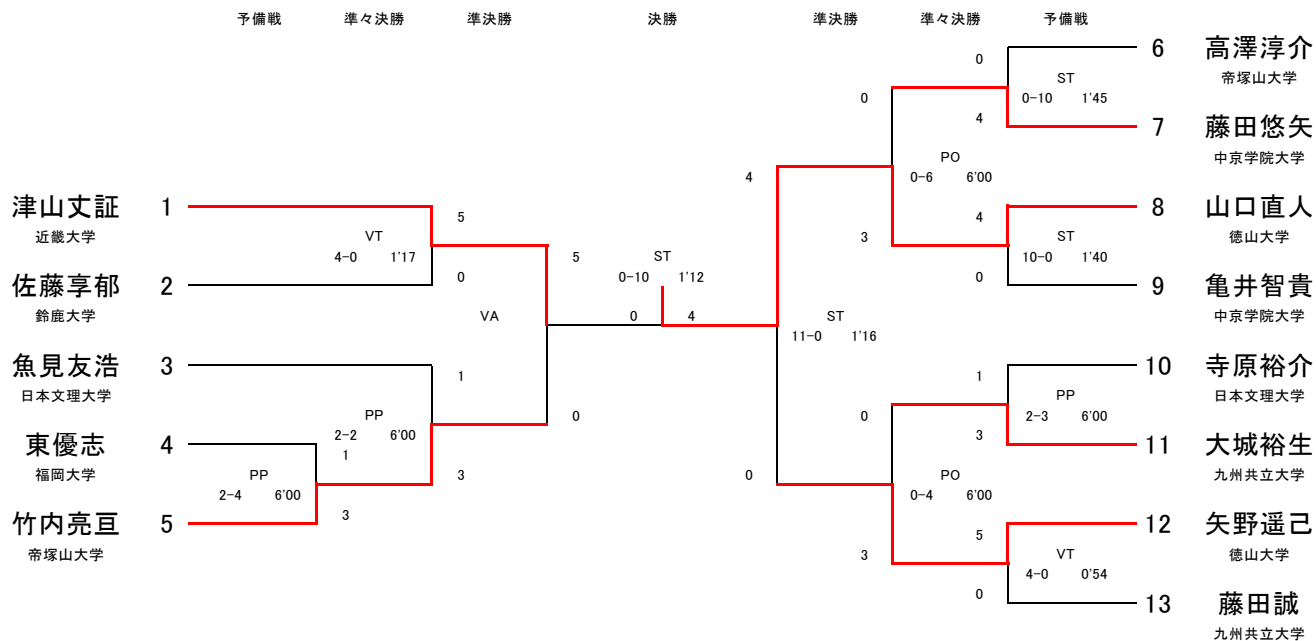 予備戦 準々決勝 準決勝 決勝 準決勝 準々決勝 予備戦
6 高澤淳介
帝塚山大学
0
ST
0-10 1'45
0
4
7 藤田悠矢
中京学院大学
PO
0-6 6'00
4
津山丈証 1
近畿大学
5
4
8 山口直人
徳山大学
VT
4-0 1'17
3
ST
10-0 1'40
5
ST
0-10 1'12
0
0
佐藤享郁 2
鈴鹿大学
9 亀井智貴
中京学院大学
VA
0 4
ST
11-0 1'16
魚見友浩 3
日本文理大学
1
1
10 寺原裕介
日本文理大学
PP
2-2 6'00
1
0
0
PP
2-3 6'00
3
東優志 4
福岡大学
11 大城裕生
九州共立大学
PP
2-4 6'00
3
0
PO
0-4 6'00
3
竹内亮亘 5
帝塚山大学
5
12 矢野遥己
徳山大学
3
VT
4-0 0'54
0
13 藤田誠
九州共立大学